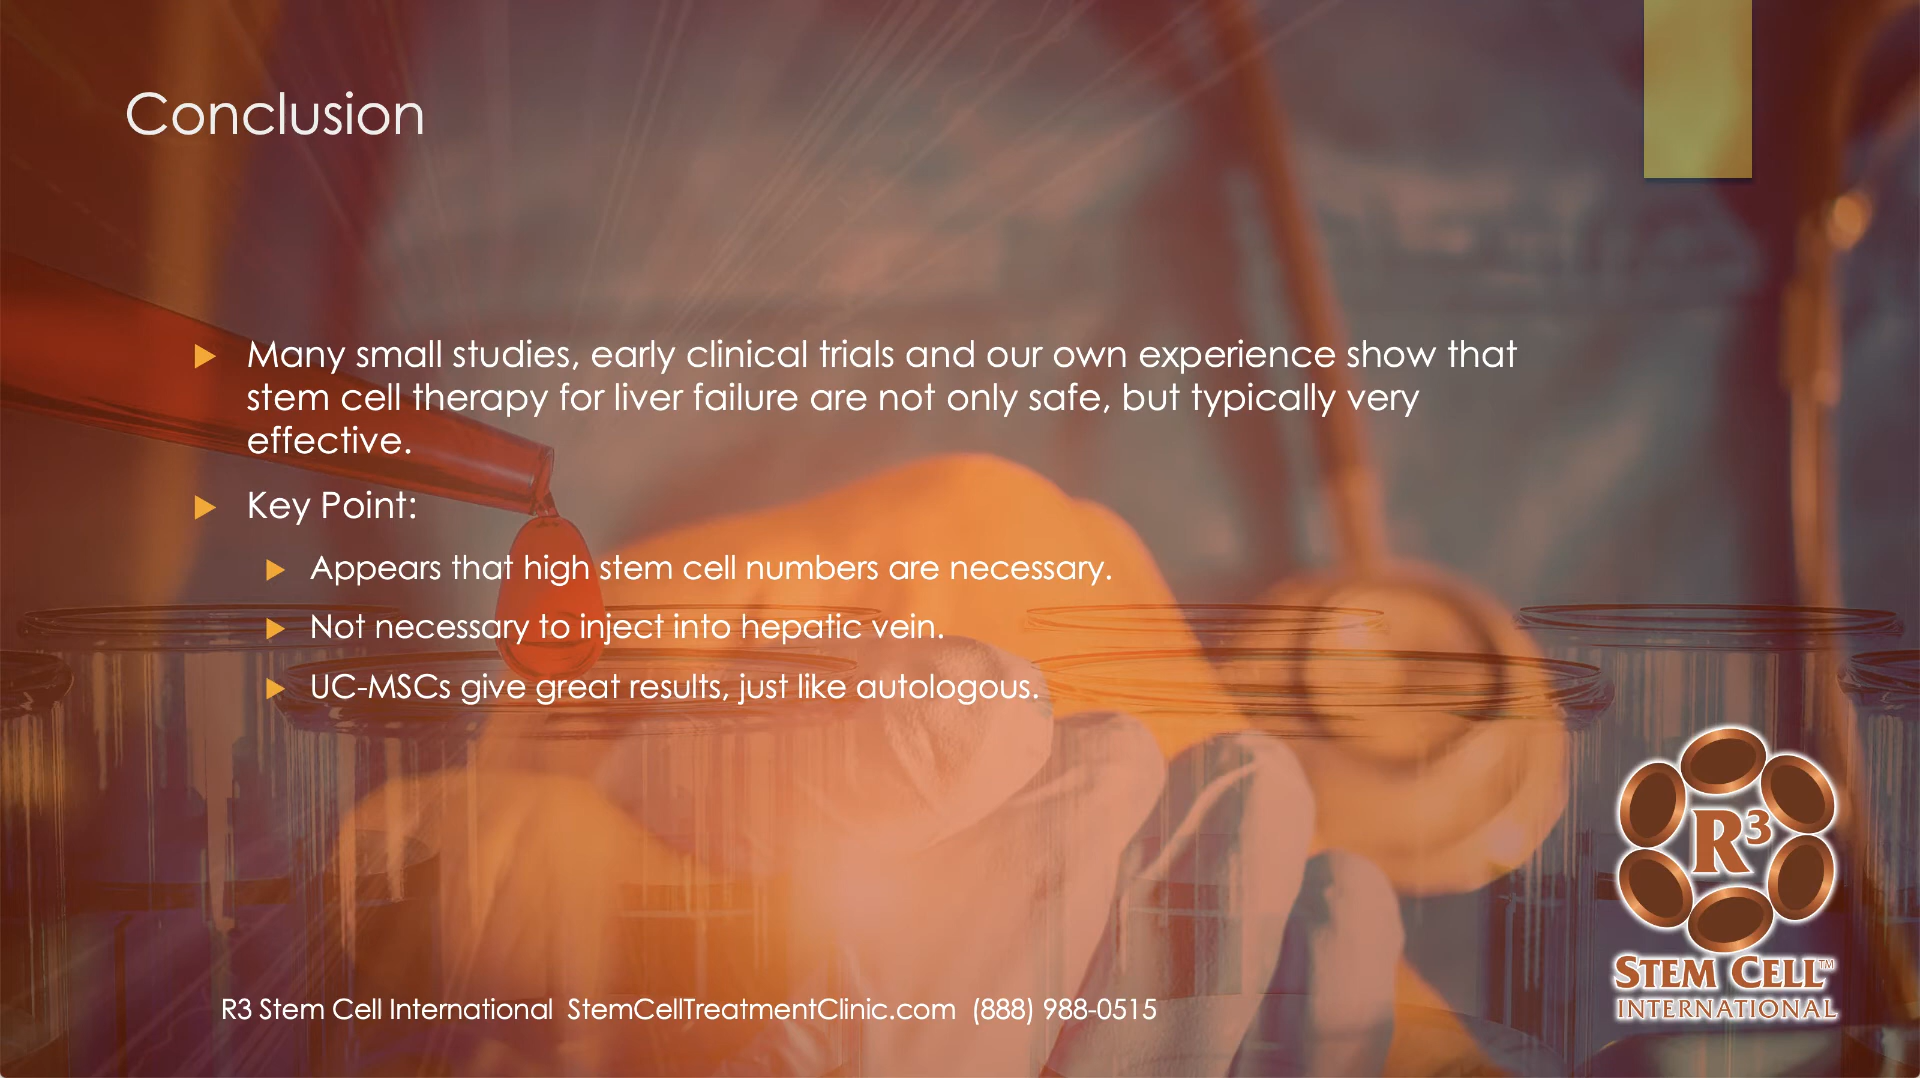 Conclusion
Many small studies, early clinical trials and our own experience show that
stem cell therapy for liver failure are not only safe, but typically very
effective.
Key Point:
Appears that high stem cell numbers are necessary.
Not necessary to inject into hepatic vein.
UC-MSCs give great results, just like autologous.
R3
STEM CELL™
INTERNATIONAL
R3 Stem Cell International StemCellTreatmentClinic.com (888) 988-0515